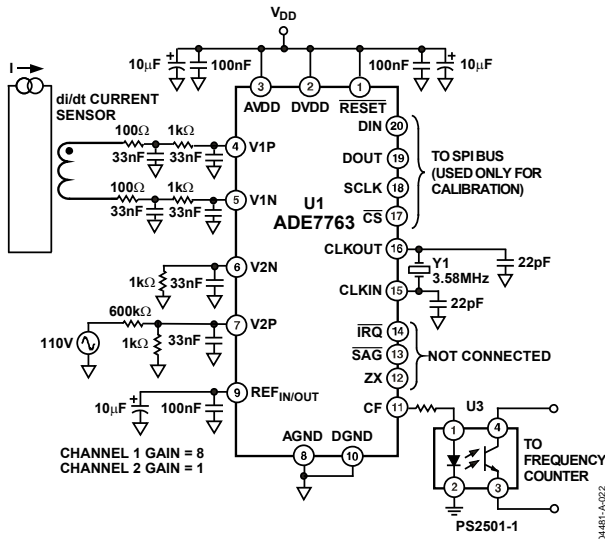 VDD
10μF
100nF
100nF
10μF
3
2
1
AVDD
DVDD
RESET
I
di/dt CURRENT
SENSOR
100Ω
1kΩ
33nF
33nF
4
V1P
100Ω
1kΩ
33nF
33nF
5
V1N
U1
ADE7763
DIN
20
DOUT
19
SCLK
18
CS
17
TO SPI BUS
(USED ONLY FOR
CALIBRATION)
CLKOUT
16
Y1
3.58MHz
22pF
CLKIN
15
22pF
6
V2N
1kΩ
33nF
600kΩ
7
V2P
110V
1kΩ
33nF
IRQ
14
SAG
13
ZX
12
NOT CONNECTED
9
REFIN/OUT
10μF
100nF
CF
11
U3
1
4
2
3
TO
FREQUENCY
COUNTER
PS2501-1
AGND
DGND
8
10
CHANNEL 1 GAIN = 8
CHANNEL 2 GAIN = 1
04481-A-022